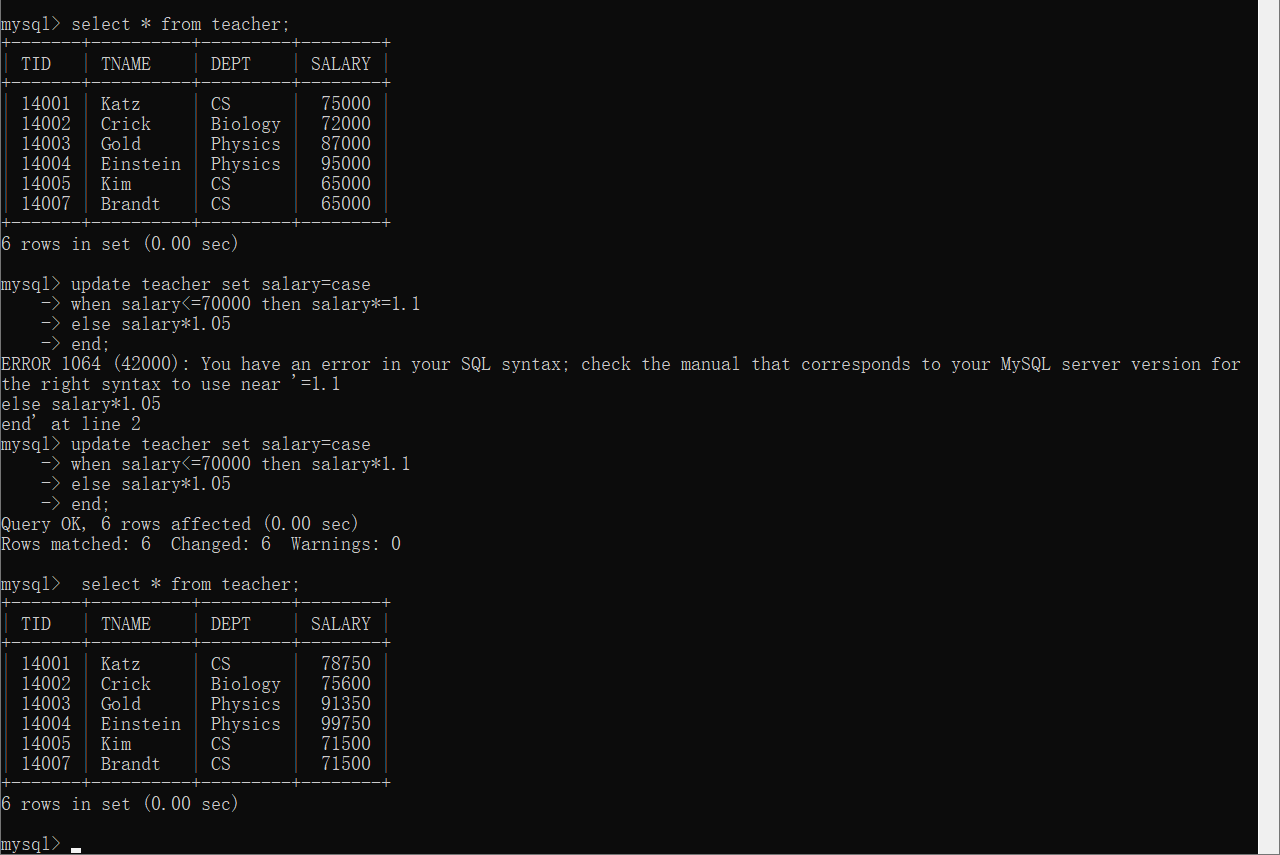 mysql> select * from teacher;
+-------+----------+---------+--------+
| TID   | TNAME    | DEPT    | SALARY |
+-------+----------+---------+--------+
| 14001 | Katz     | CS      |  75000 |
| 14002 | Crick    | Biology |  72000 |
| 14003 | Gold     | Physics |  87000 |
| 14004 | Einstein | Physics |  95000 |
| 14005 | Kim      | CS      |  65000 |
| 14007 | Brandt   | CS      |  65000 |
+-------+----------+---------+--------+
6 rows in set (0.00 sec)
mysql> update teacher set salary=case
    -> when salary<=70000 then salary*=1.1
    -> else salary*1.05
    -> end;
ERROR 1064 (42000): You have an error in your SQL syntax; check the manual that corresponds to your MySQL server version for
the right syntax to use near '=1.1
else salary*1.05
end' at line 2
mysql> update teacher set salary=case
    -> when salary<=70000 then salary*1.1
    -> else salary*1.05
    -> end;
Query OK, 6 rows affected (0.00 sec)
Rows matched: 6  Changed: 6  Warnings: 0
mysql>  select * from teacher;
+-------+----------+---------+--------+
| TID   | TNAME    | DEPT    | SALARY |
+-------+----------+---------+--------+
| 14001 | Katz     | CS      |  78750 |
| 14002 | Crick    | Biology |  75600 |
| 14003 | Gold     | Physics |  91350 |
| 14004 | Einstein | Physics |  99750 |
| 14005 | Kim      | CS      |  71500 |
| 14007 | Brandt   | CS      |  71500 |
+-------+----------+---------+--------+
6 rows in set (0.00 sec)
mysql>